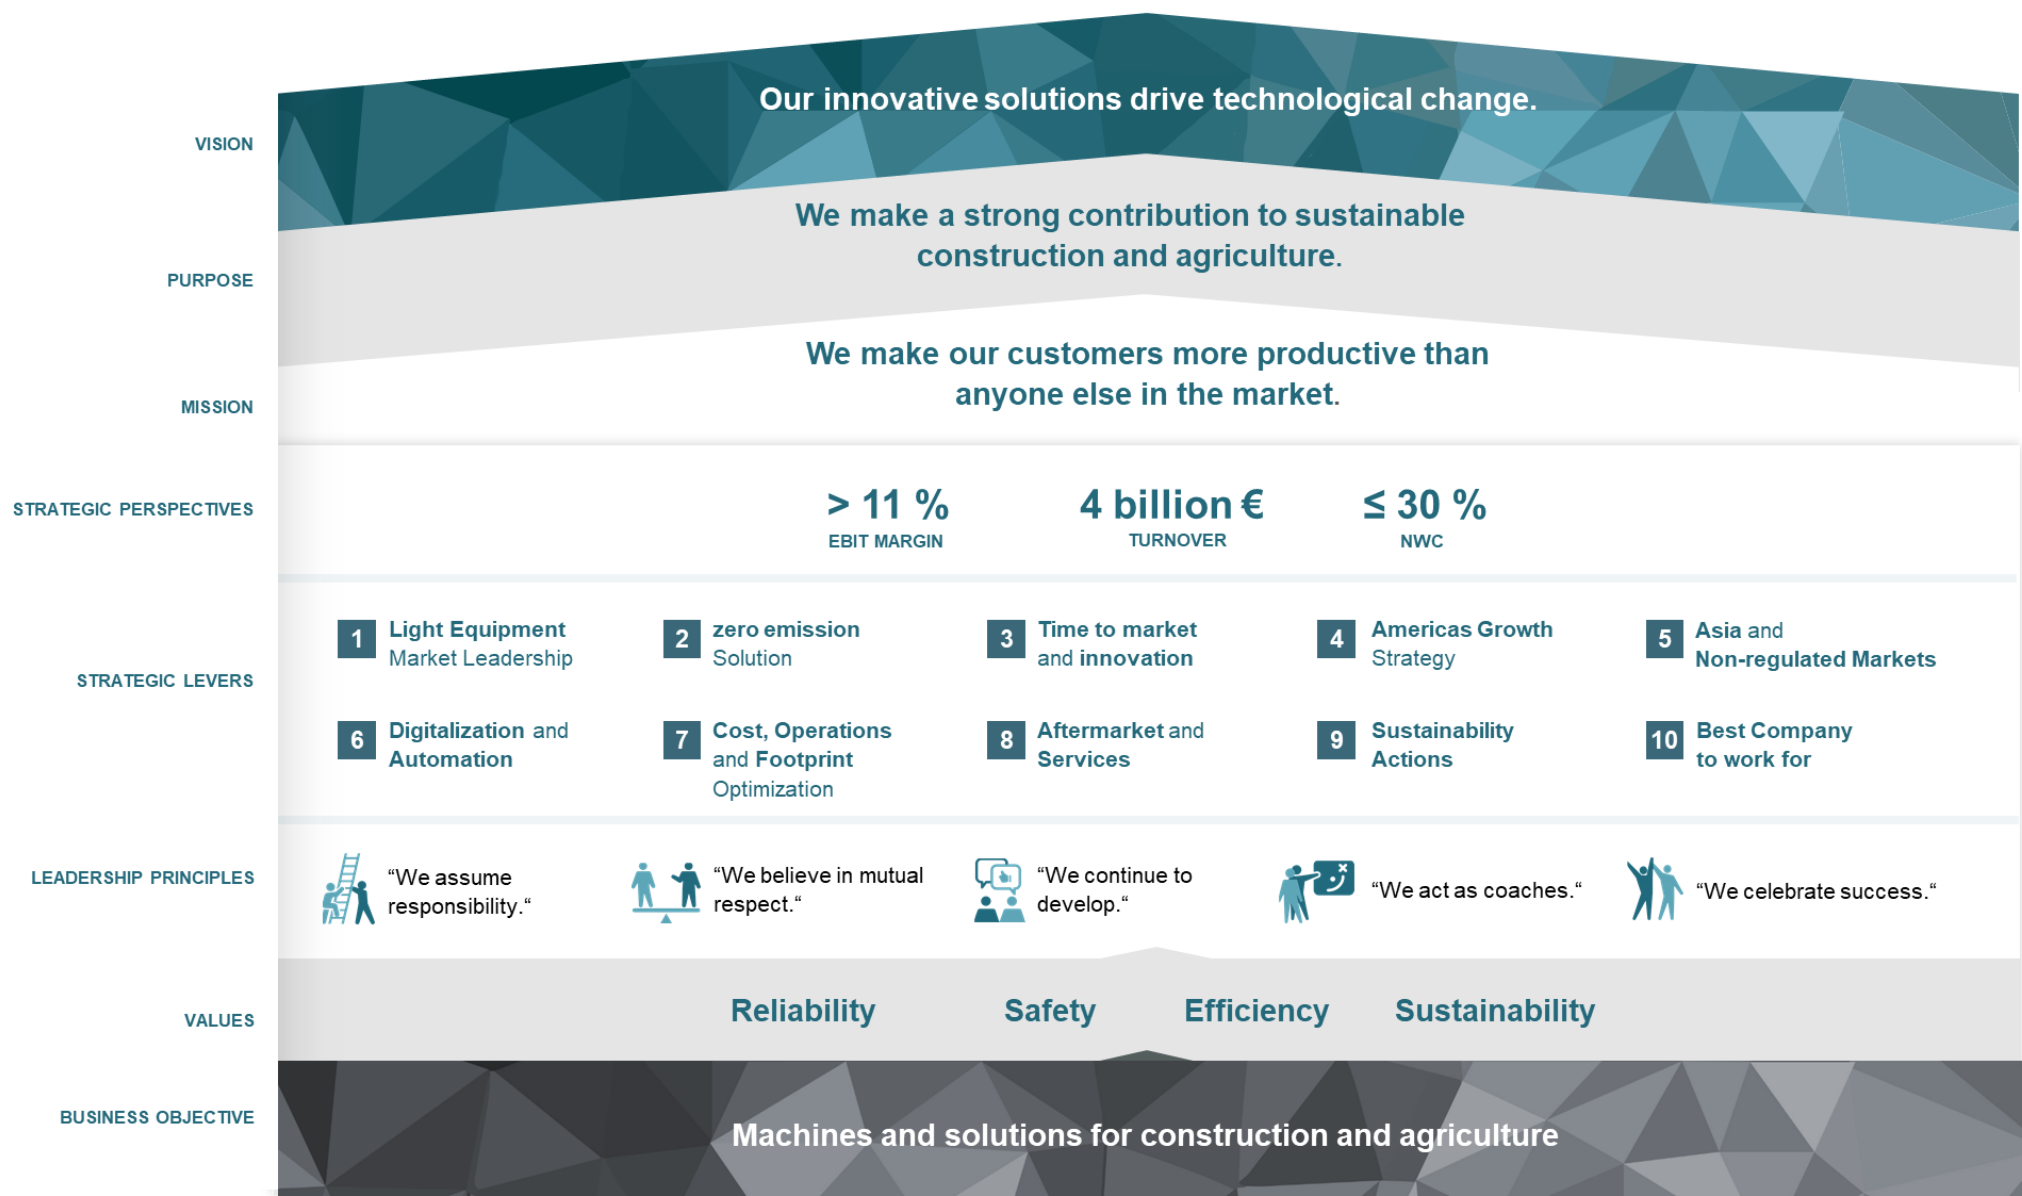 VISION
Our innovative solutions drive technological change.
PURPOSE
We make a strong contribution to sustainable
construction and agriculture.
MISSION
We make our customers more productive than
anyone else in the market.
STRATEGIC PERSPECTIVES
> 11 %
EBIT MARGIN
4 billion €
TURNOVER
≤ 30 %
NWC
STRATEGIC LEVERS
1
Light Equipment
Market Leadership
2
zero emission
Solution
3
Time to market
and innovation
4
Americas Growth
Strategy
5
Asia and
Non-regulated Markets
6
Digitalization and
Automation
7
Cost, Operations
and Footprint
Optimization
8
Aftermarket and
Services
9
Sustainability
Actions
10
Best Company
to work for
LEADERSHIP PRINCIPLES
“We assume
responsibility.“
“We believe in mutual
respect.“
“We continue to
develop.“
“We act as coaches.“
“We celebrate success.“
VALUES
Reliability
Safety
Efficiency
Sustainability
BUSINESS OBJECTIVE
Machines and solutions for construction and agriculture